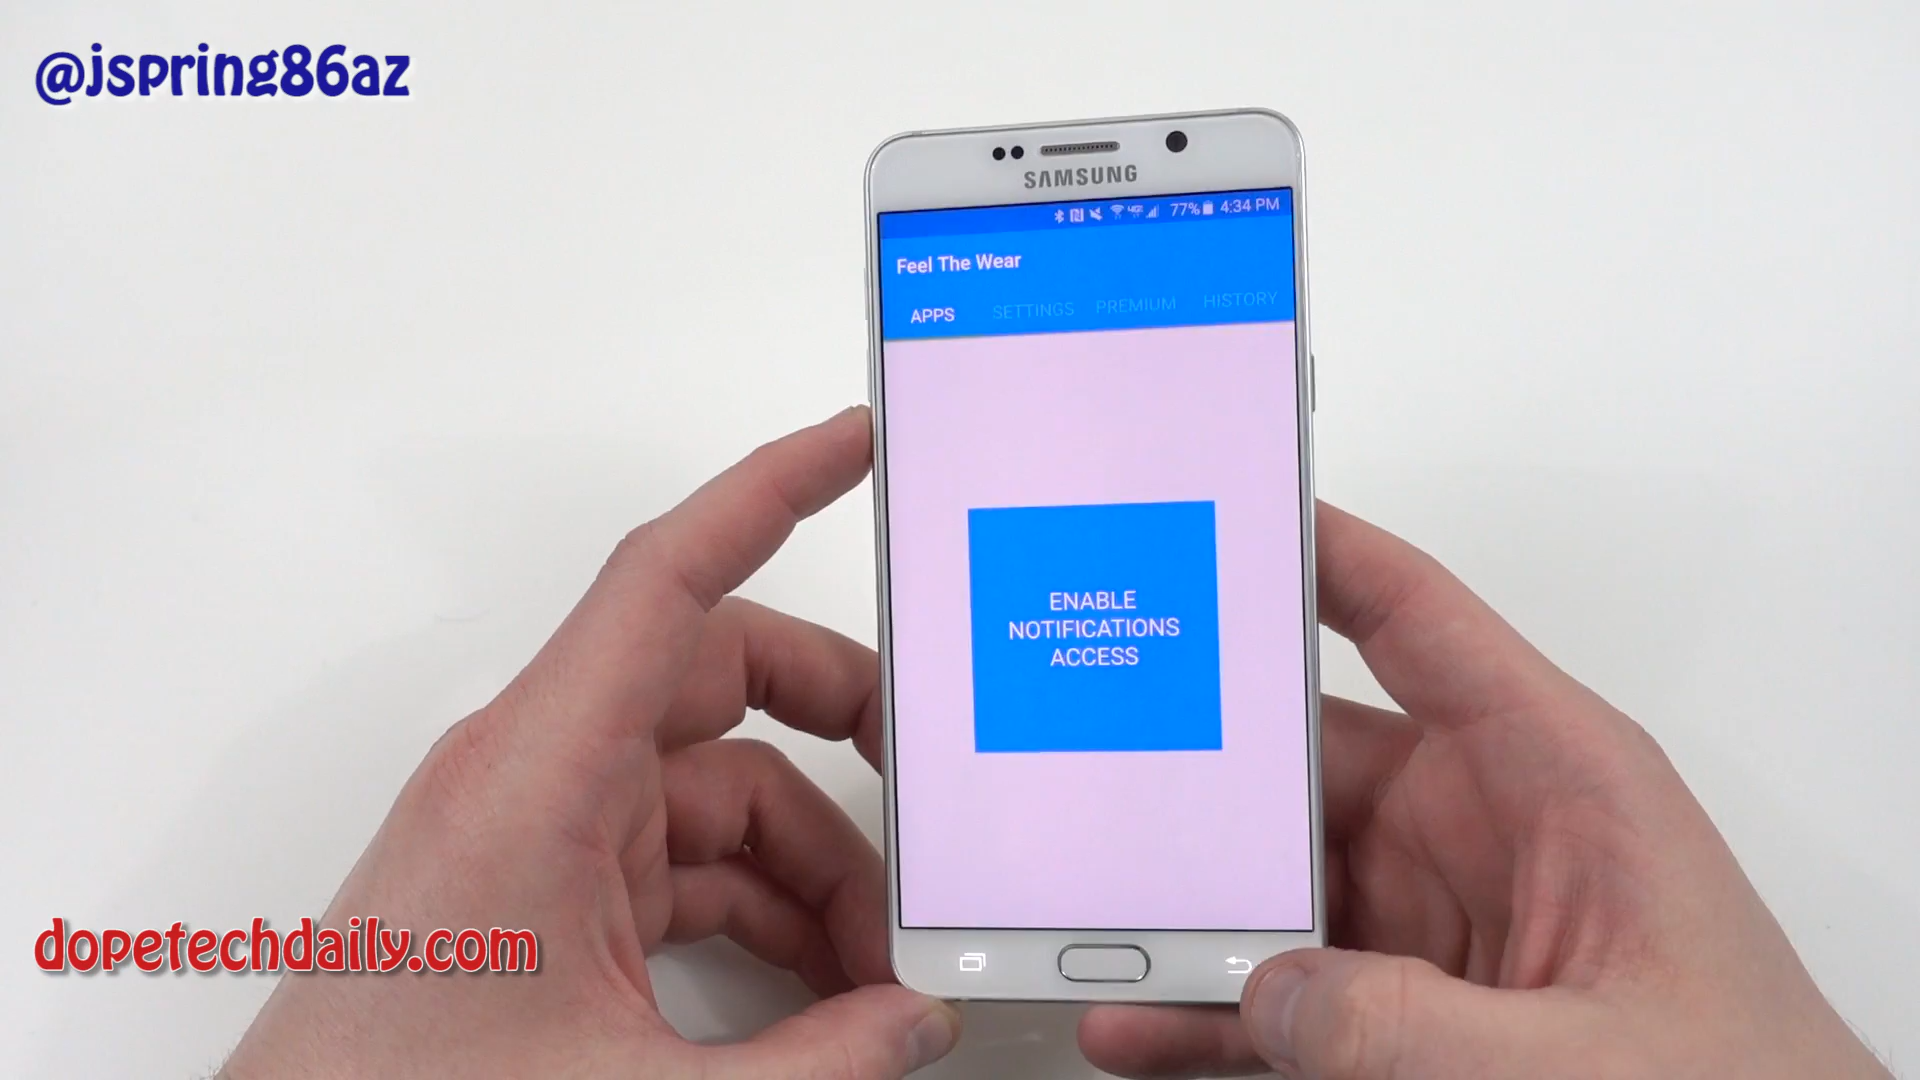 @jspring86az
SAMSUNG
77% 4:34 PM
Feel The Wear
APPS SETTINGS PREMIUM HISTORY
ENABLE
NOTIFICATIONS
ACCESS
dopetechdaily.com